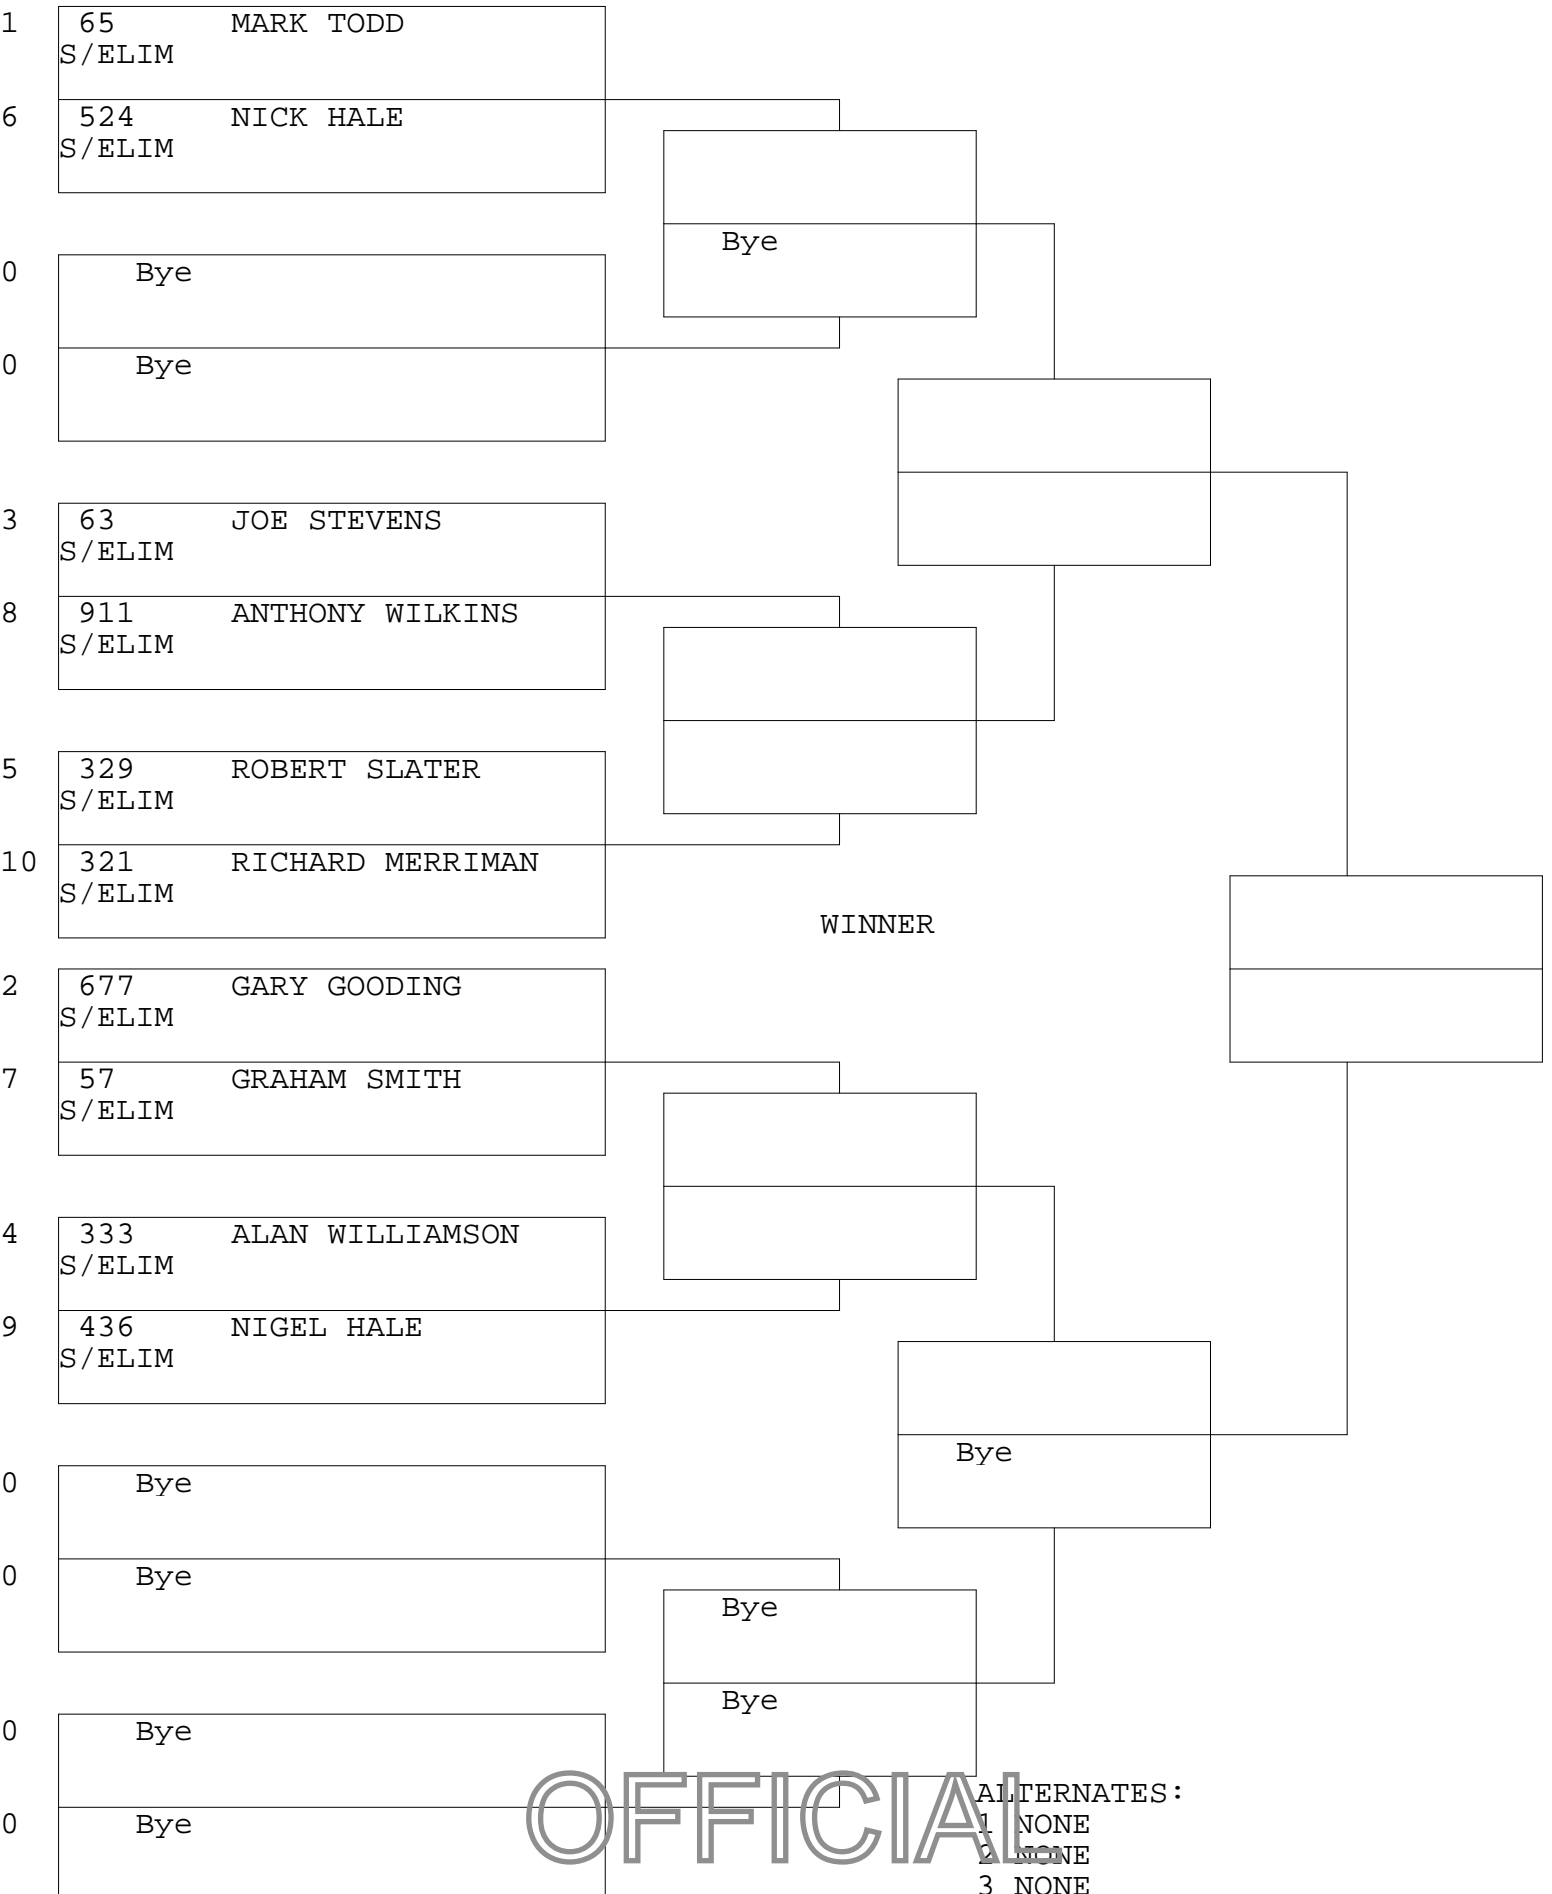 1 65 MARK TODD
S/ELIM
6 524 NICK HALE
S/ELIM
Bye
0 Bye
0 Bye
3 63 JOE STEVENS
S/ELIM
8 911 ANTHONY WILKINS
S/ELIM
5 329 ROBERT SLATER
S/ELIM
10 321 RICHARD MERRIMAN
S/ELIM
WINNER
2 677 GARY GOODING
S/ELIM
7 57 GRAHAM SMITH
S/ELIM
4 333 ALAN WILLIAMSON
S/ELIM
9 436 NIGEL HALE
S/ELIM
Bye
0 Bye
0 Bye
Bye
Bye
0 Bye
0 Bye
OFFICIAL
ALTERNATES:
1 NONE
2 NONE
3 NONE